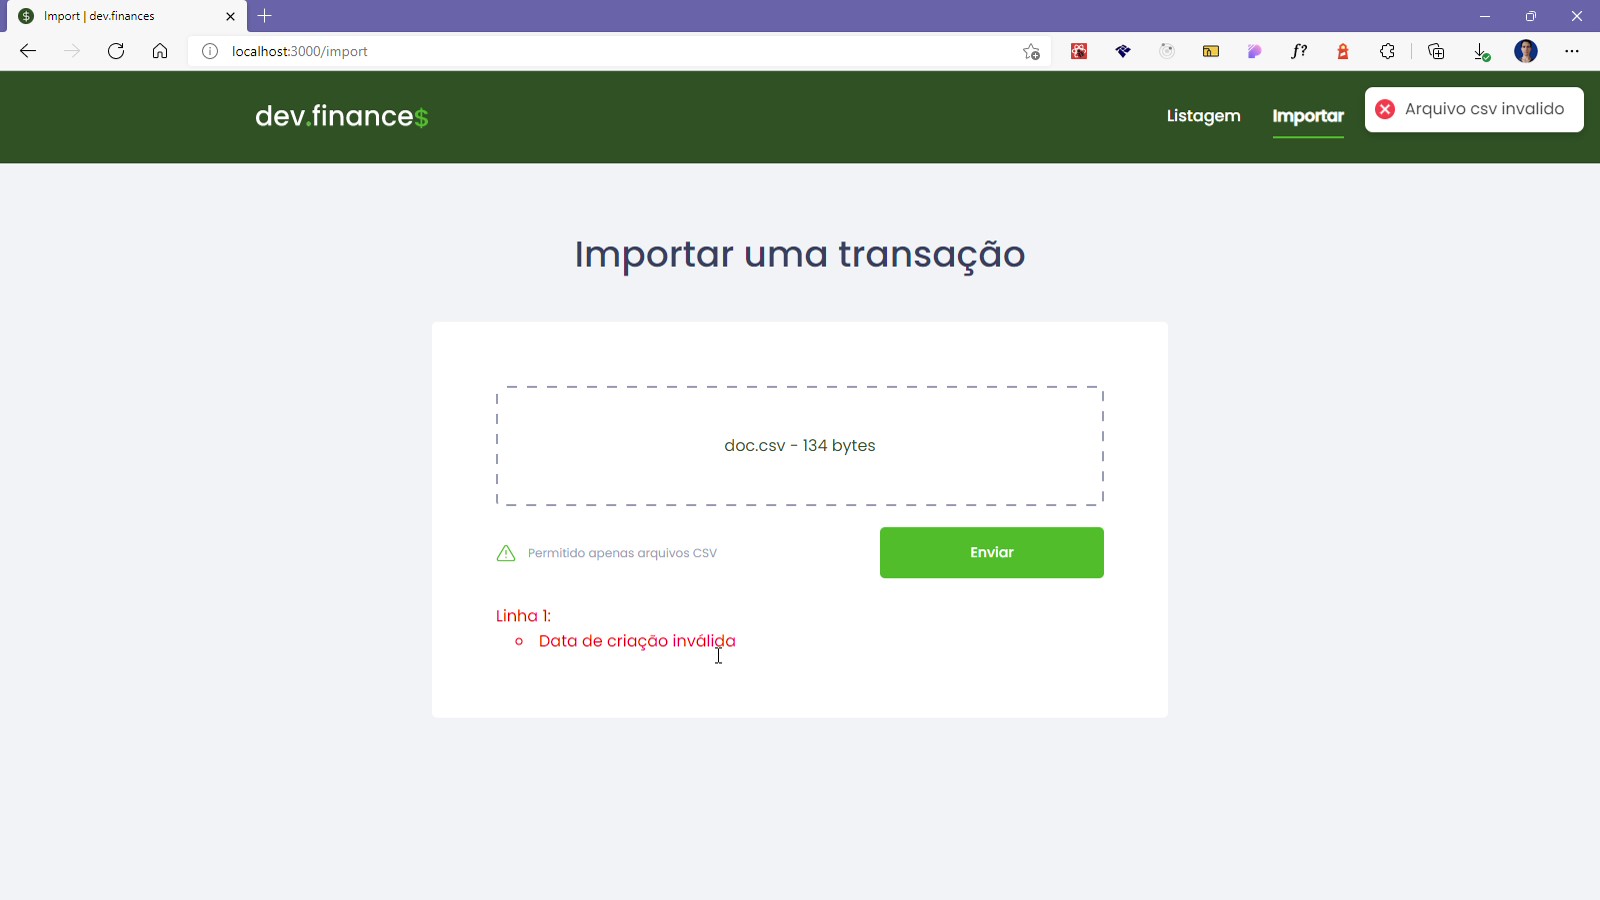 Import | dev.finances
localhost:3000/import
f?
dev.finance$
Listagem
Importar
Arquivo csv invalido
Importar uma transação
doc.csv - 134 bytes
Permitido apenas arquivos CSV
Enviar
Linha 1:
Data de criação inválida